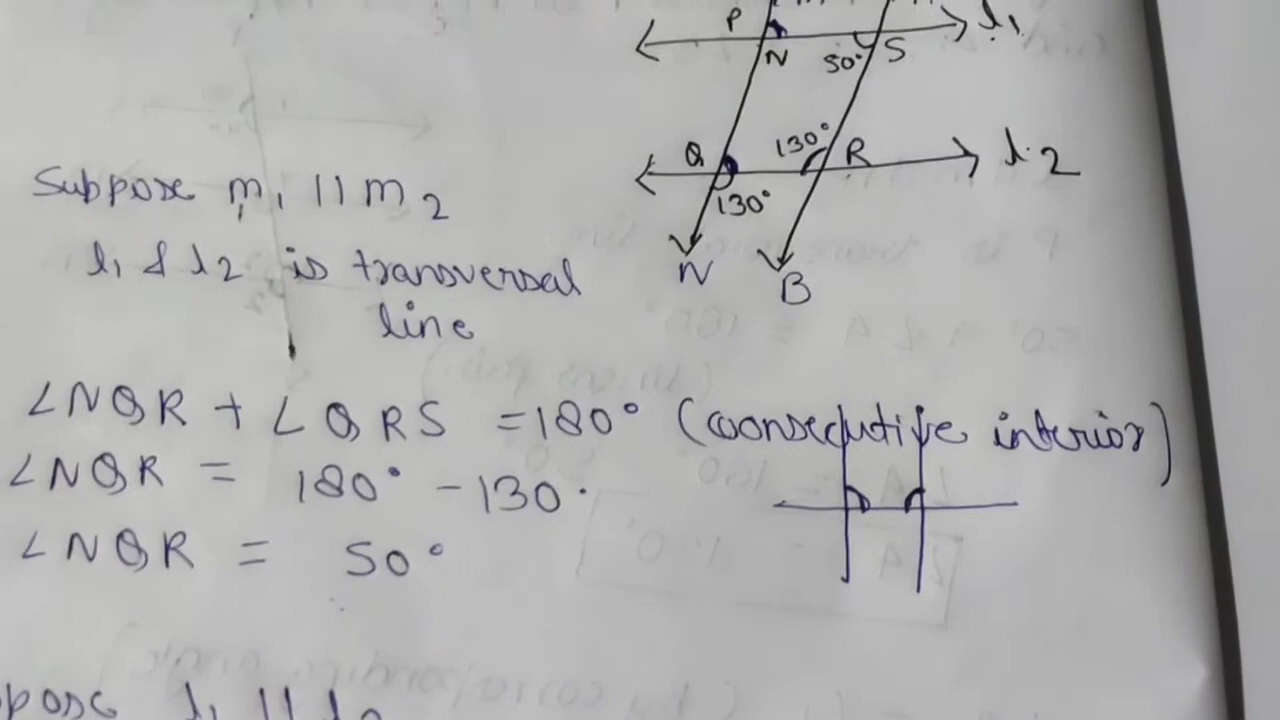 P l₁
N 50° S
Q 130° R l2
130°
N B
Suppose m₁ || m2
l₁ & l2 is transversal
line
∠NQR + ∠QRS = 180° (consecutive interior)
∠NQR = 180° - 130°
∠NQR = 50°
l₁ || l2